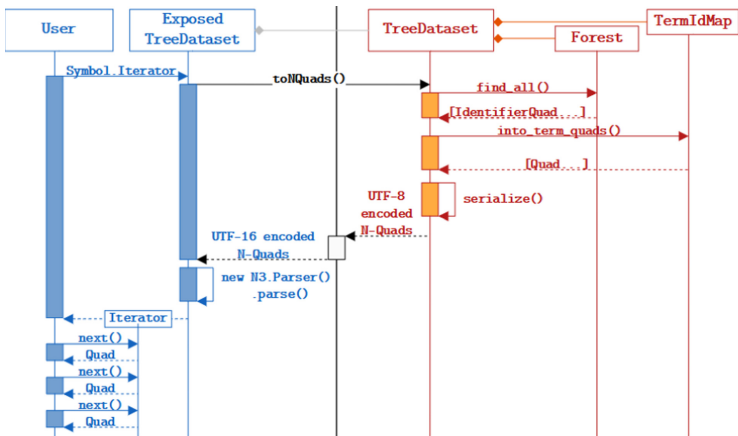 User
Exposed
TreeDataset
TreeDataset
Forest
TermIdMap
Symbol.Iterator
toNQuads()
find_all()
[IdentifierQuad...]
into_term_quads()
[Quad...]
serialize()
UTF-8
encoded
N-Quads
UTF-16 encoded
N-Quads
new N3.Parser()
.parse()
Iterator
next()
Quad
next()
Quad
next()
Quad